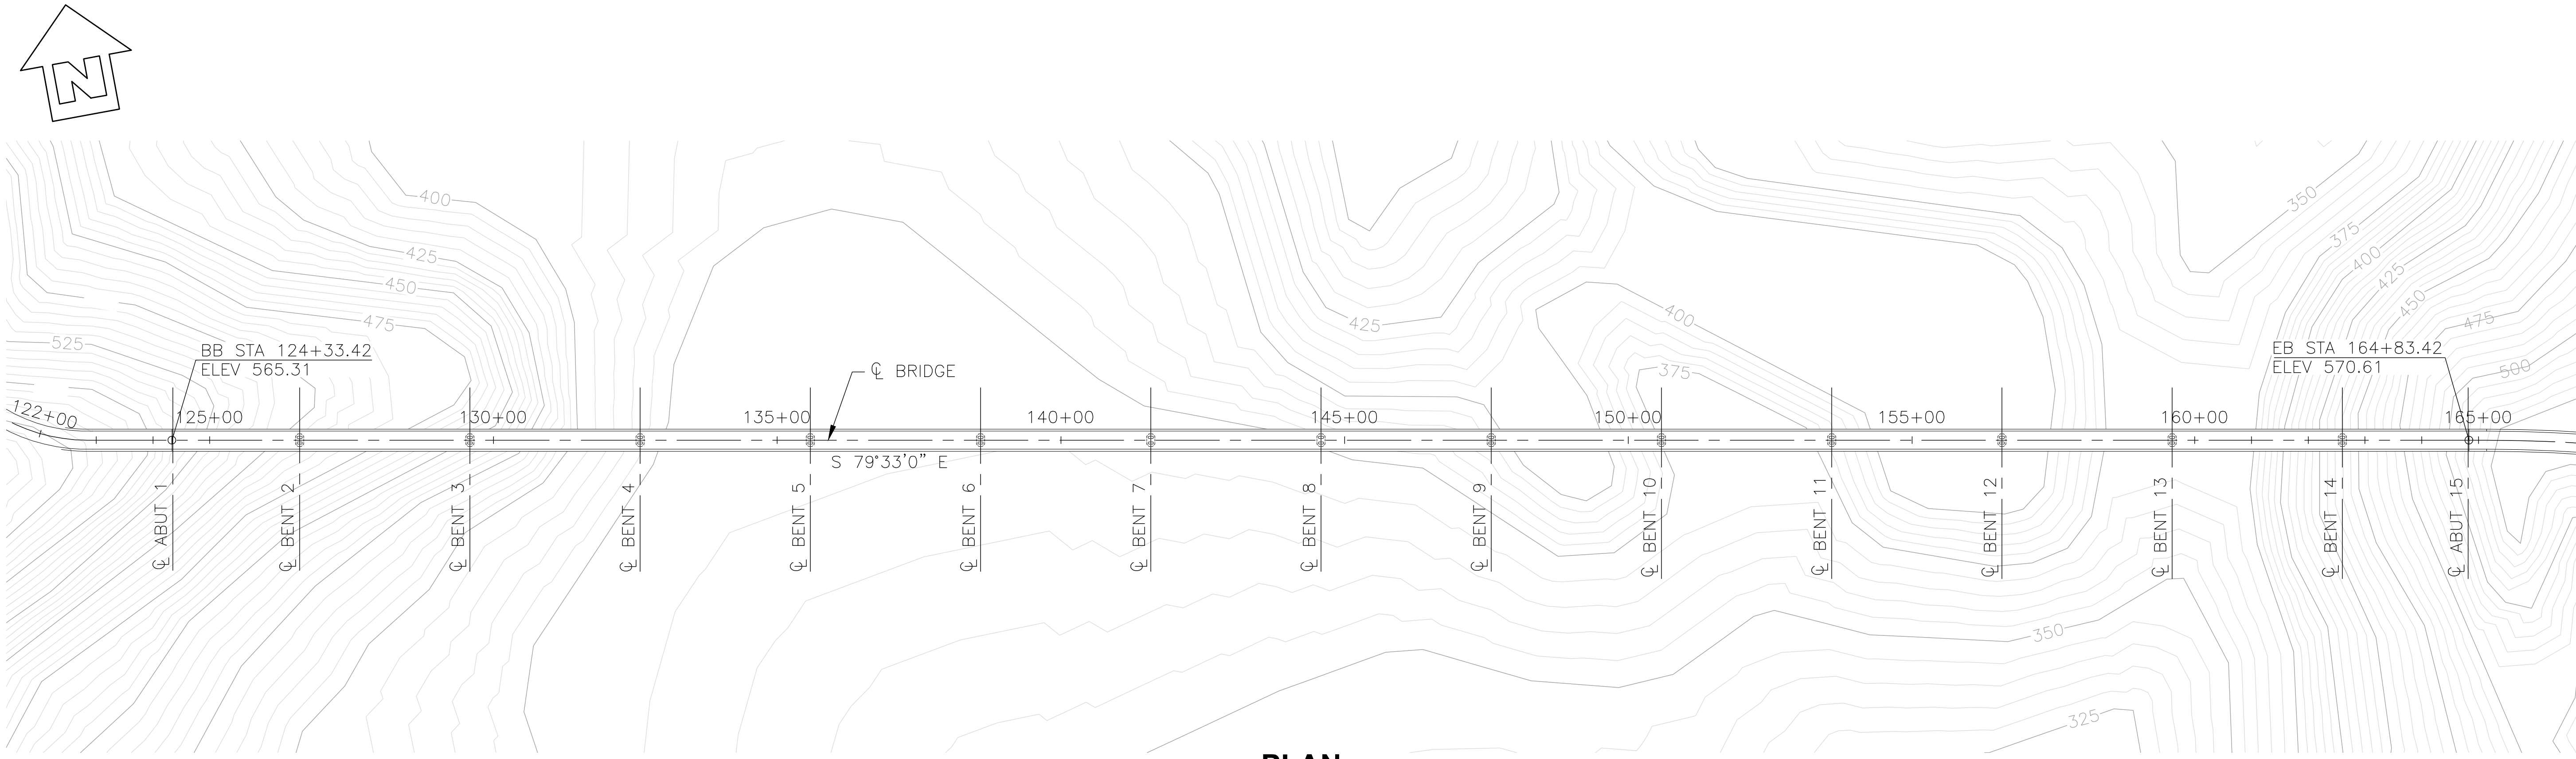 N
400
425
450
475
525
BB STA 124+33.42
ELEV 565.31
122+00
125+00
130+00
135+00
140+00
145+00
150+00
155+00
160+00
165+00
℄ BRIDGE
S 79°33'0" E
425
400
375
350
375
400
425
450
475
500
EB STA 164+83.42
ELEV 570.61
℄ ABUT 1
℄ BENT 2
℄ BENT 3
℄ BENT 4
℄ BENT 5
℄ BENT 6
℄ BENT 7
℄ BENT 8
℄ BENT 9
℄ BENT 10
℄ BENT 11
℄ BENT 12
℄ BENT 13
℄ BENT 14
℄ ABUT 15
350
325
PLAN